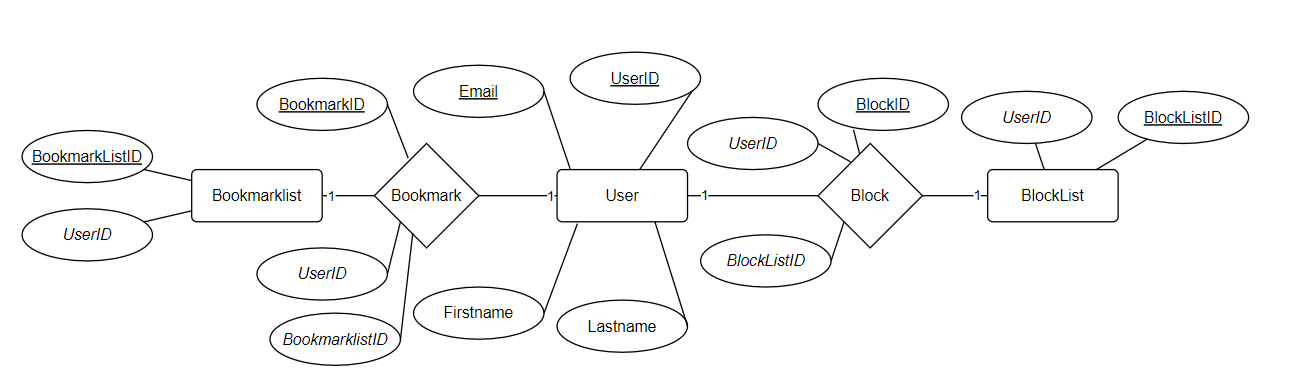 UserID
Email
BookmarkID
BlockID
UserID
BlockListID
UserID
BookmarkListID
Bookmarklist
1
Bookmark
1
User
1
Block
1
BlockList
UserID
UserID
BlockListID
Firstname
Lastname
BookmarklistID